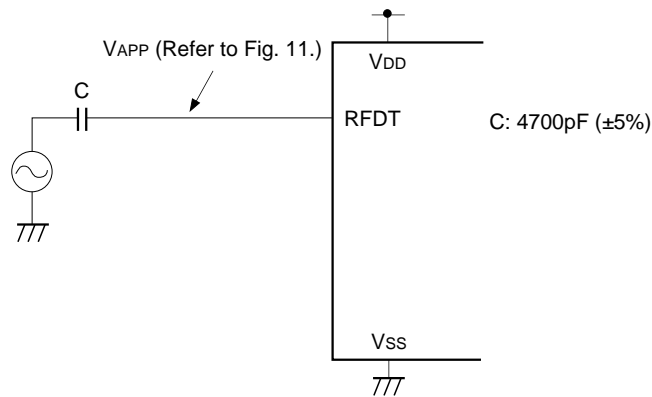 VAPP (Refer to Fig. 11.)
VDD
C
RFDT
C: 4700pF (±5%)
VSS